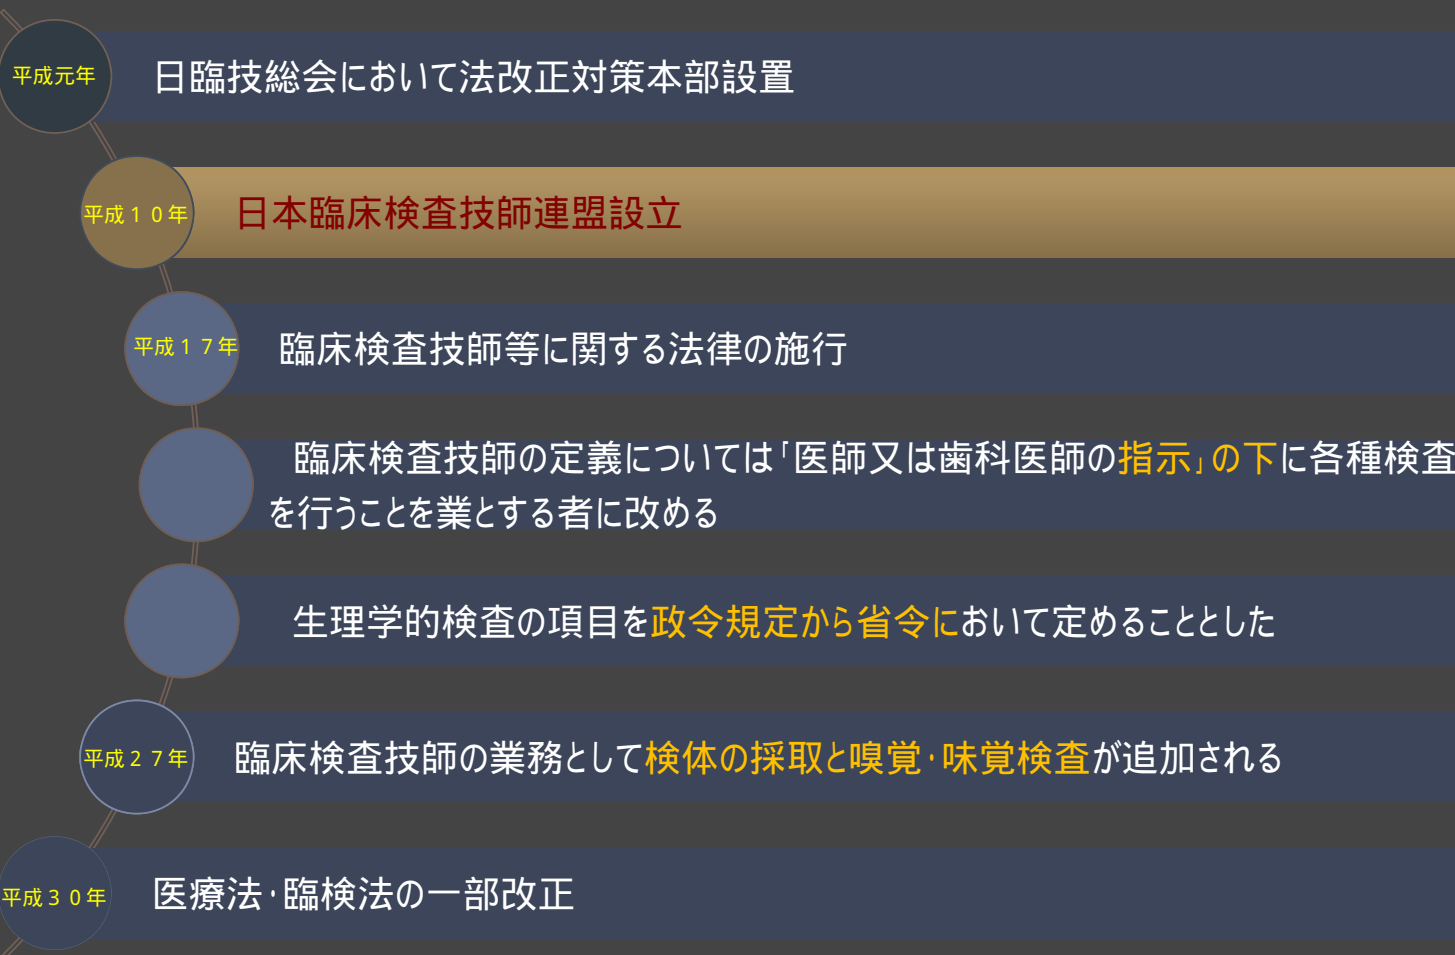 平成元年
日臨技総会において法改正対策本部設置
平成１０年
日本臨床検査技師連盟設立
平成１７年
臨床検査技師等に関する法律の施行
臨床検査技師の定義については「医師又は歯科医師の指示」の下に各種検査
を行うことを業とする者に改める
生理学的検査の項目を政令規定から省令において定めることとした
平成２７年
臨床検査技師の業務として検体の採取と嗅覚・味覚検査が追加される
平成３０年
医療法・臨検法の一部改正